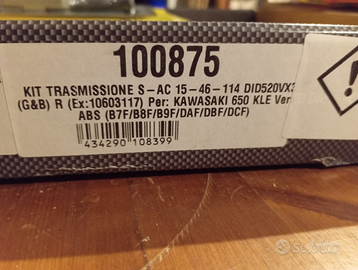 100875
KIT TRASMISSIONE S-AC 15-46-114 DID520VX3
(G&B) R (Ex:10603117) Per: KAWASAKI 650 KLE Ver
ABS (B7F/B8F/B9F/DAF/DBF/DCF)
434290 108399
Subito